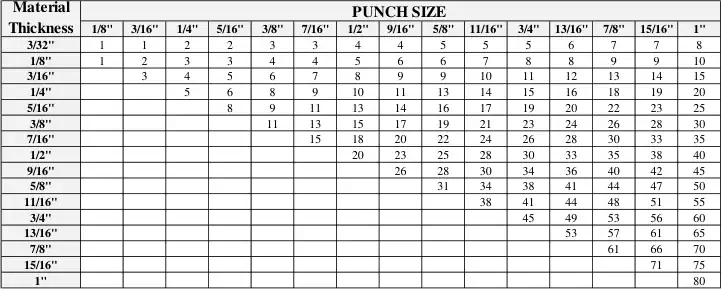 Material Thickness PUNCH SIZE
1/8" 3/16" 1/4" 5/16" 3/8" 7/16" 1/2" 9/16" 5/8" 11/16" 3/4" 13/16" 7/8" 15/16" 1"
3/32" 1 1 2 2 3 3 4 4 5 5 5 6 7 7 8
1/8" 1 2 3 3 4 4 5 6 6 7 8 8 9 9 10
3/16" 3 4 5 6 7 8 9 9 10 11 12 13 14 15
1/4" 5 6 8 9 10 11 13 14 15 16 18 19 20
5/16" 8 9 11 13 14 16 17 19 20 22 23 25
3/8" 11 13 15 17 19 21 23 24 26 28 30
7/16" 15 18 20 22 24 26 28 30 33 35
1/2" 20 23 25 28 30 33 35 38 40
9/16" 26 28 30 34 36 40 42 45
5/8" 31 34 38 41 44 47 50
11/16" 38 41 44 48 51 55
3/4" 45 49 53 56 60
13/16" 53 57 61 65
7/8" 61 66 70
15/16" 71 75
1" 80